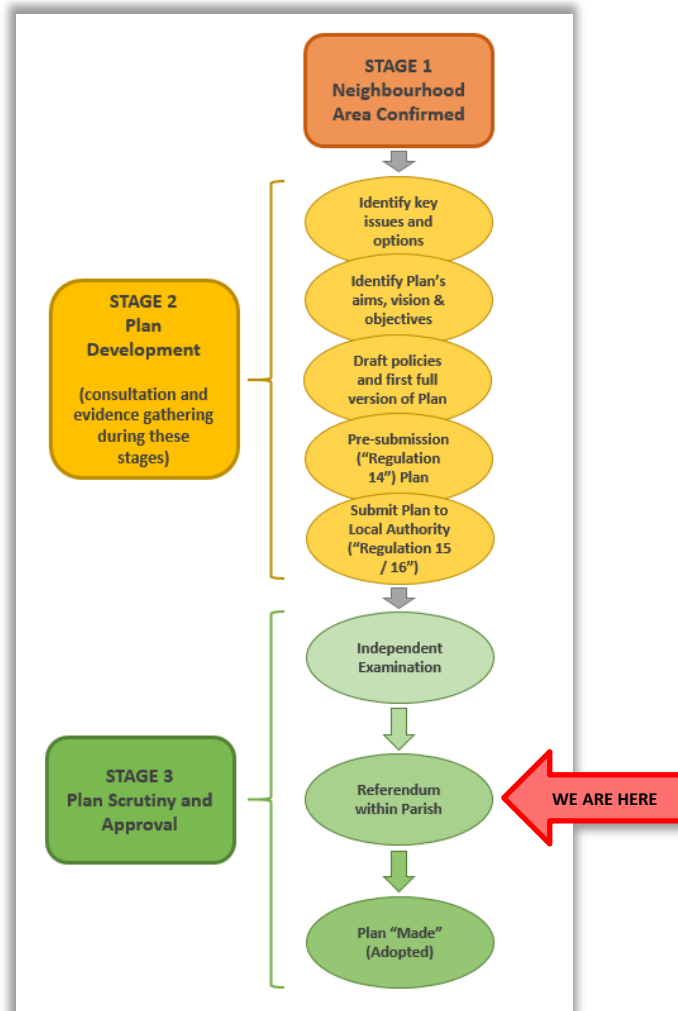 STAGE 1
Neighbourhood
Area Confirmed
STAGE 2
Plan
Development
(consultation and
evidence gathering
during these
stages)
Identify key
issues and
options
Identify Plan’s
aims, vision &
objectives
Draft policies
and first full
version of Plan
Pre-submission
(“Regulation
14”) Plan
Submit Plan to
Local Authority
(“Regulation 15
/ 16”)
STAGE 3
Plan Scrutiny and
Approval
Independent
Examination
Referendum
within Parish
WE ARE HERE
Plan “Made”
(Adopted)